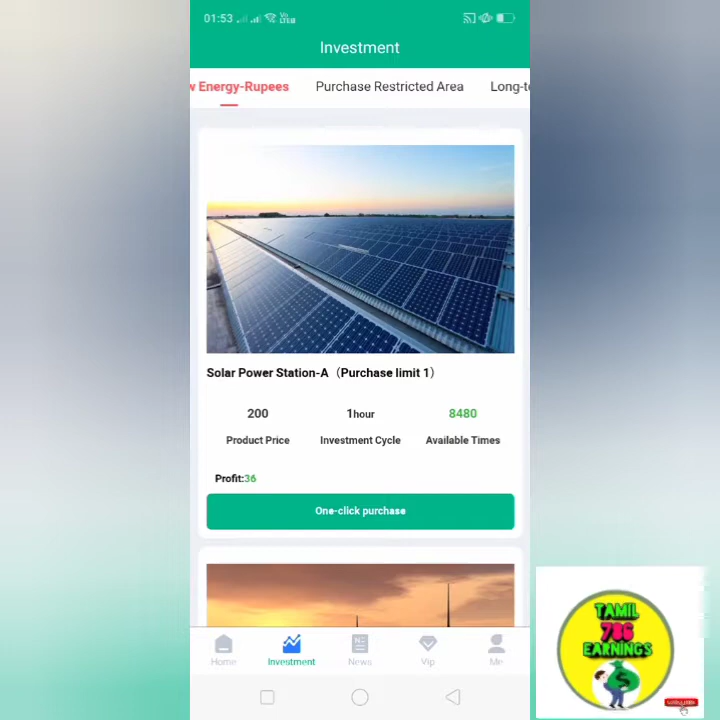 01:53
Investment
w Energy-Rupees Purchase Restricted Area Long-t
Solar Power Station-A（Purchase limit 1）
200 1hour 8480
Product Price Investment Cycle Available Times
Profit:36
One-click purchase
Home Investment News Vip Me
TAMIL
786
EARNINGS